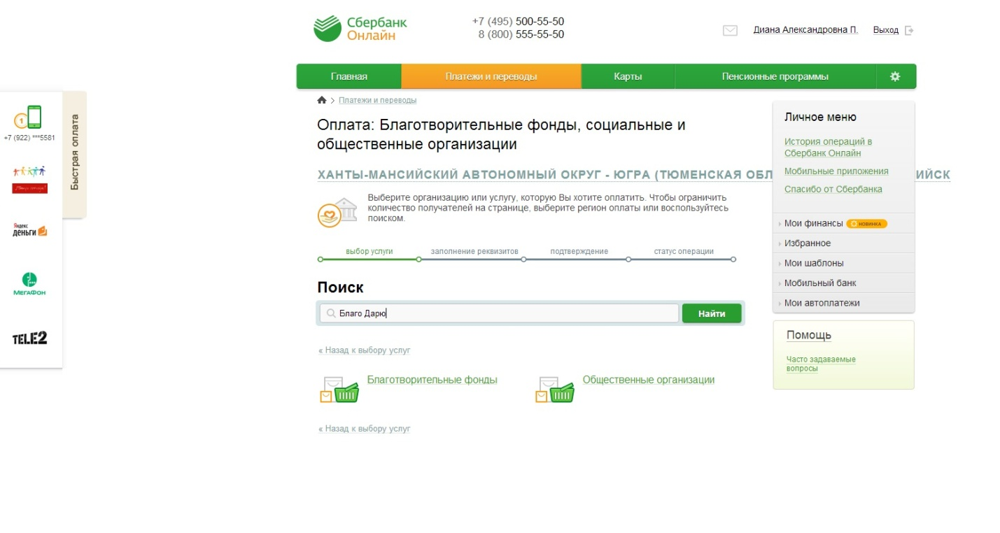 Сбербанк
Онлайн
+7 (495) 500-55-50
8 (800) 555-55-50
Диана Александровна П.
Выход
Главная
Платежи и переводы
Карты
Пенсионные программы
Платежи и переводы
Оплата: Благотворительные фонды, социальные и
общественные организации
ХАНТЫ-МАНСИЙСКИЙ АВТОНОМНЫЙ ОКРУГ - ЮГРА (ТЮМЕНСКАЯ ОБЛ
ИЙСК
Выберите организацию или услугу, которую Вы хотите оплатить. Чтобы ограничить
количество получателей на странице, выберите регион оплаты или воспользуйтесь
поиском.
выбор услуги
заполнение реквизитов
подтверждение
статус операции
Поиск
Благо Дарю
Найти
« Назад к выбору услуг
Благотворительные фонды
Общественные организации
« Назад к выбору услуг
Личное меню
История операций в
Сбербанк Онлайн
Мобильные приложения
Спасибо от Сбербанка
Мои финансы
НОВИНКА
Избранное
Мои шаблоны
Мобильный банк
Мои автоплатежи
Помощь
Часто задаваемые
вопросы
Быстрая оплата
1
+7 (922) ***5581
Яндекс
деньги
МЕГАФОН
TELE2